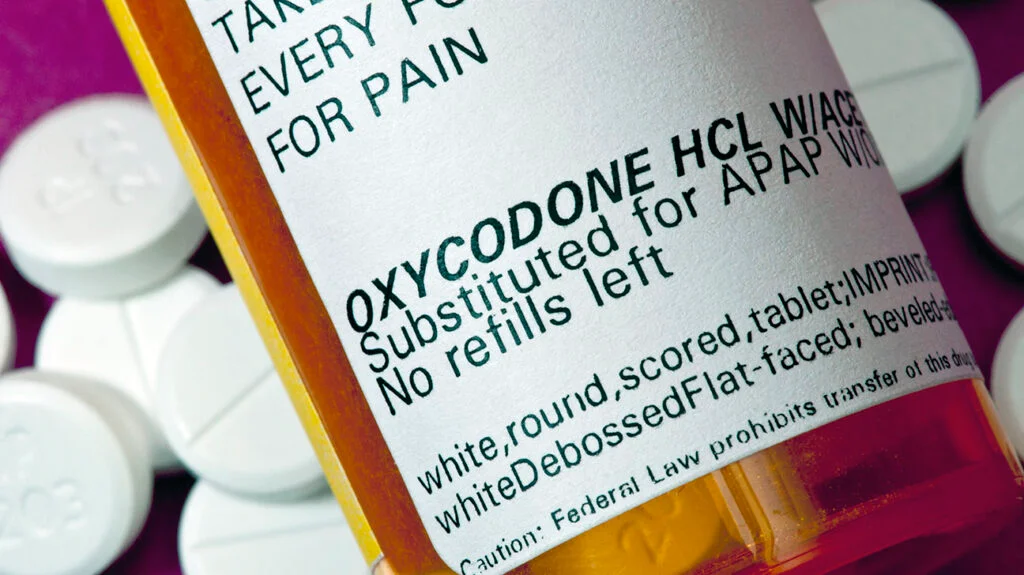 TAKE
EVERY FO
FOR PAIN
OXYCODONE HCL W/ACE
Substituted for APAP W/O
No refills left
white,round,scored,tablet;IMPRINT:
whiteDebossedFlat-faced; beveled-e
Caution: Federal Law prohibits transfer of this drug